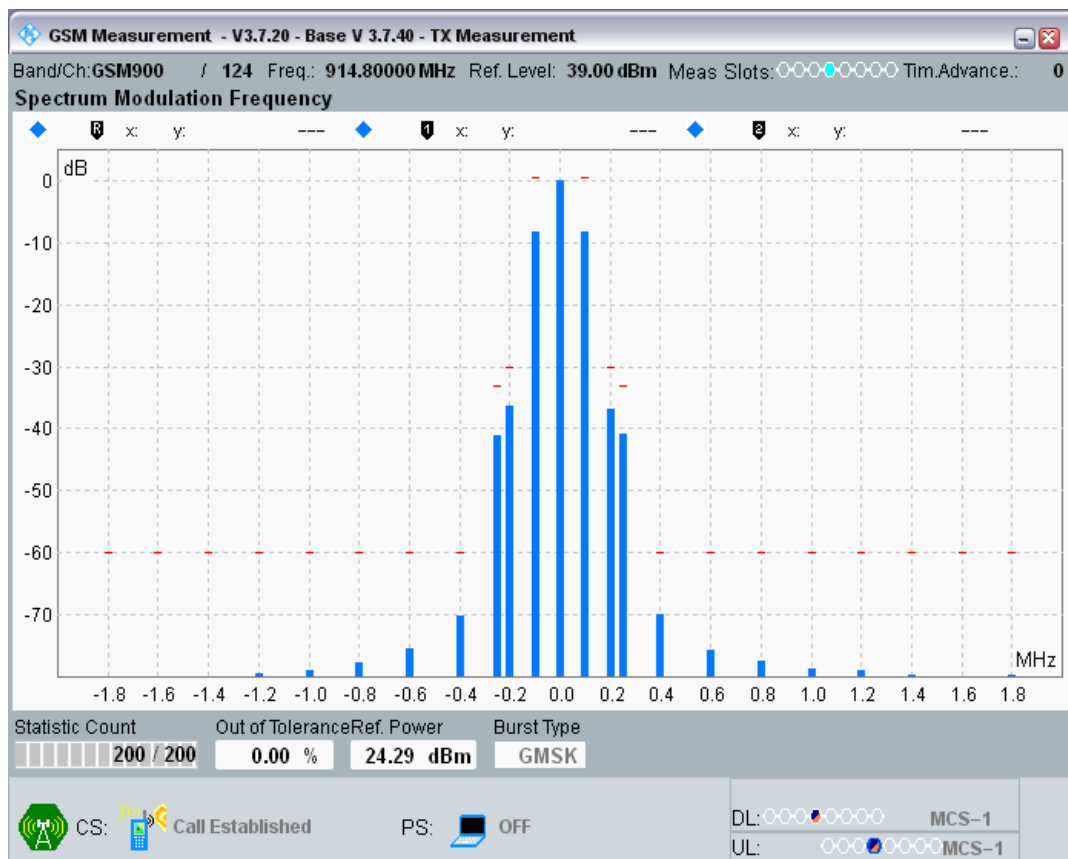 GSM Measurement - V3.7.20 - Base V 3.7.40 - TX Measurement
Band/Ch:GSM900 / 124 Freq.: 914.80000 MHz Ref. Level: 39.00 dBm Meas Slots: Tim.Advance.: 0
Spectrum Modulation Frequency
R x: y: --- 1 x: y: --- 2 x: y: ---
dB
0
-10
-20
-30
-40
-50
-60
-70
MHz
-1.8 -1.6 -1.4 -1.2 -1.0 -0.8 -0.6 -0.4 -0.2 0.0 0.2 0.4 0.6 0.8 1.0 1.2 1.4 1.6 1.8
Statistic Count Out of Tolerance Ref. Power Burst Type
200 / 200 0.00 % 24.29 dBm GMSK
CS: Call Established PS: OFF
DL: MCS-1
UL: MCS-1